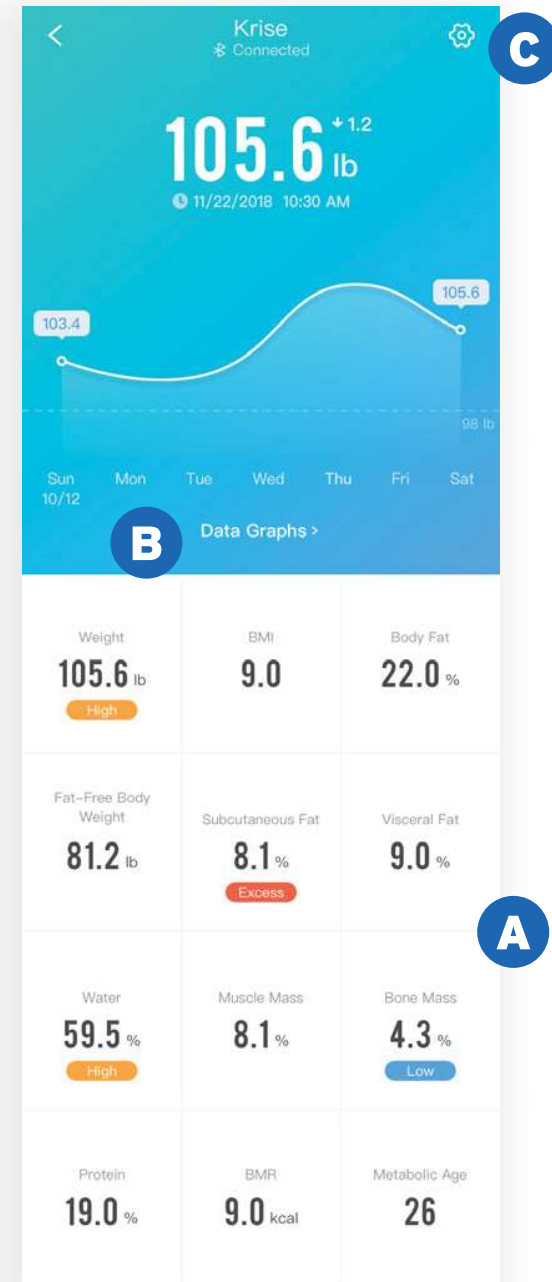 Krise
Connected
C
105.6 lb 1.2
11/22/2018 10:30 AM
105.6
103.4
98 lb
Sun Mon Tue Wed Thu Fri Sat
10/12
B
Data Graphs >
Weight BMI Body Fat
105.6 lb 9.0 22.0 %
High
Fat-Free Body
Weight Subcutaneous Fat Visceral Fat
81.2 lb 8.1 % 9.0 %
Excess
A
Water Muscle Mass Bone Mass
59.5 % 8.1 % 4.3 %
High Low
Protein BMR Metabolic Age
19.0 % 9.0 kcal 26